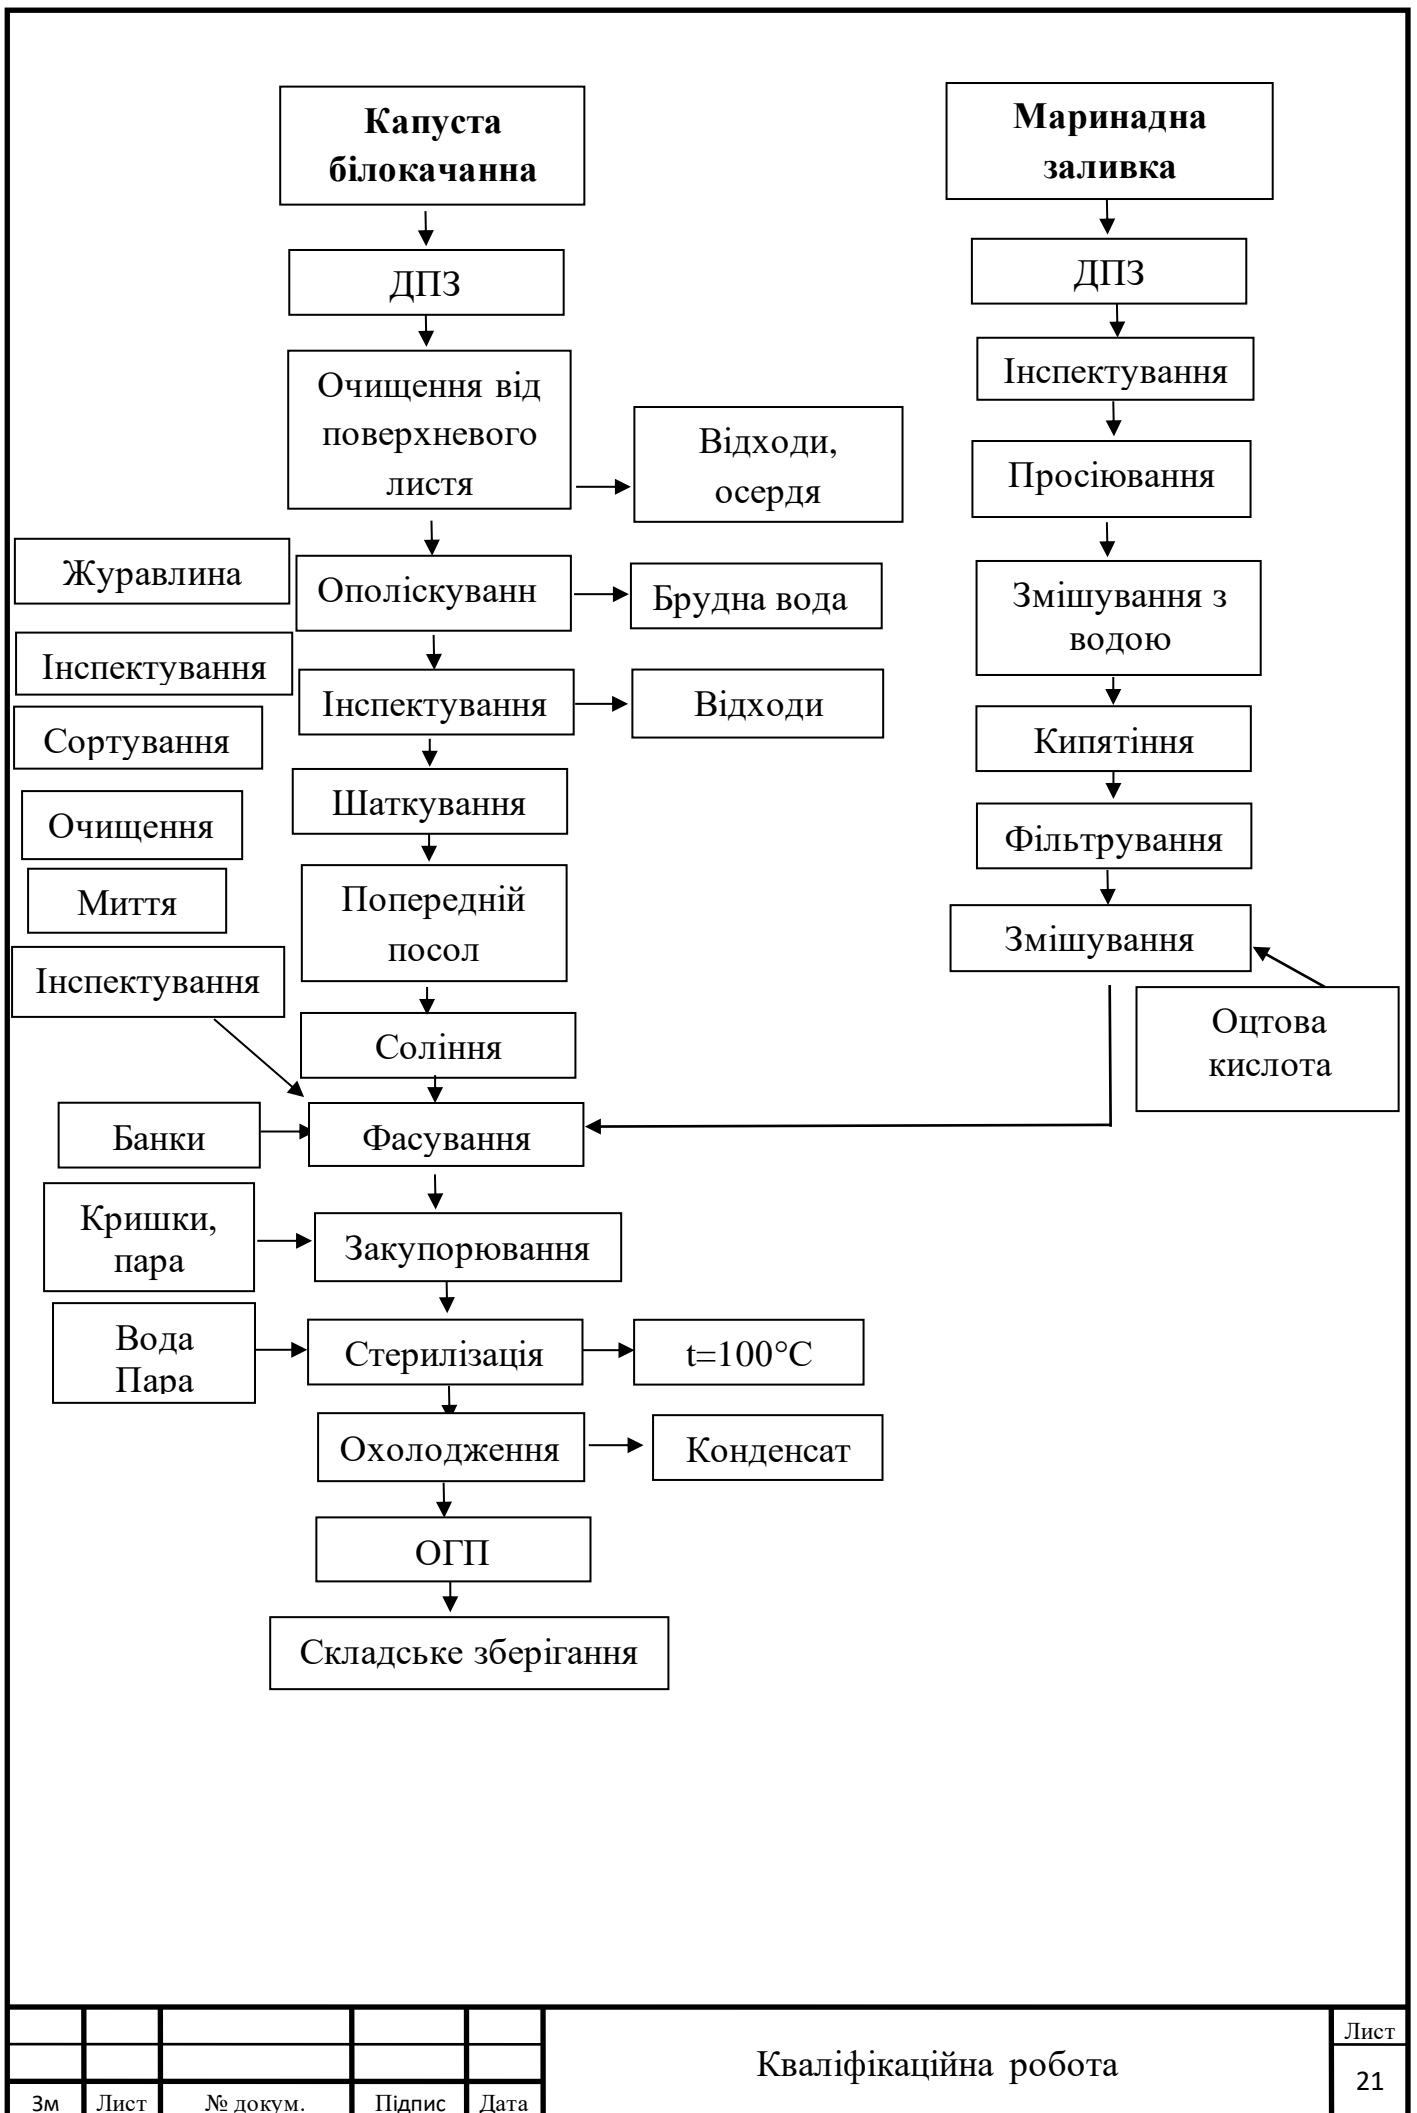 Капуста
білокачанна
ДПЗ
Очищення від
поверхневого
листя
Відходи,
осердя
Ополіскуванн
Брудна вода
Інспектування
Відходи
Шаткування
Попередній
посол
Соління
Журавлина
Інспектування
Сортування
Очищення
Миття
Інспектування
Маринадна
заливка
ДПЗ
Інспектування
Просіювання
Змішування з
водою
Кипятіння
Фільтрування
Змішування
Оцтова
кислота
Банки
Фасування
Кришки,
пара
Закупорювання
Вода
Пара
Стерилізація
t=100°C
Охолодження
Конденсат
ОГП
Складське зберігання
Зм
Лист
№ докум.
Підпис
Дата
Кваліфікаційна робота
Лист
21